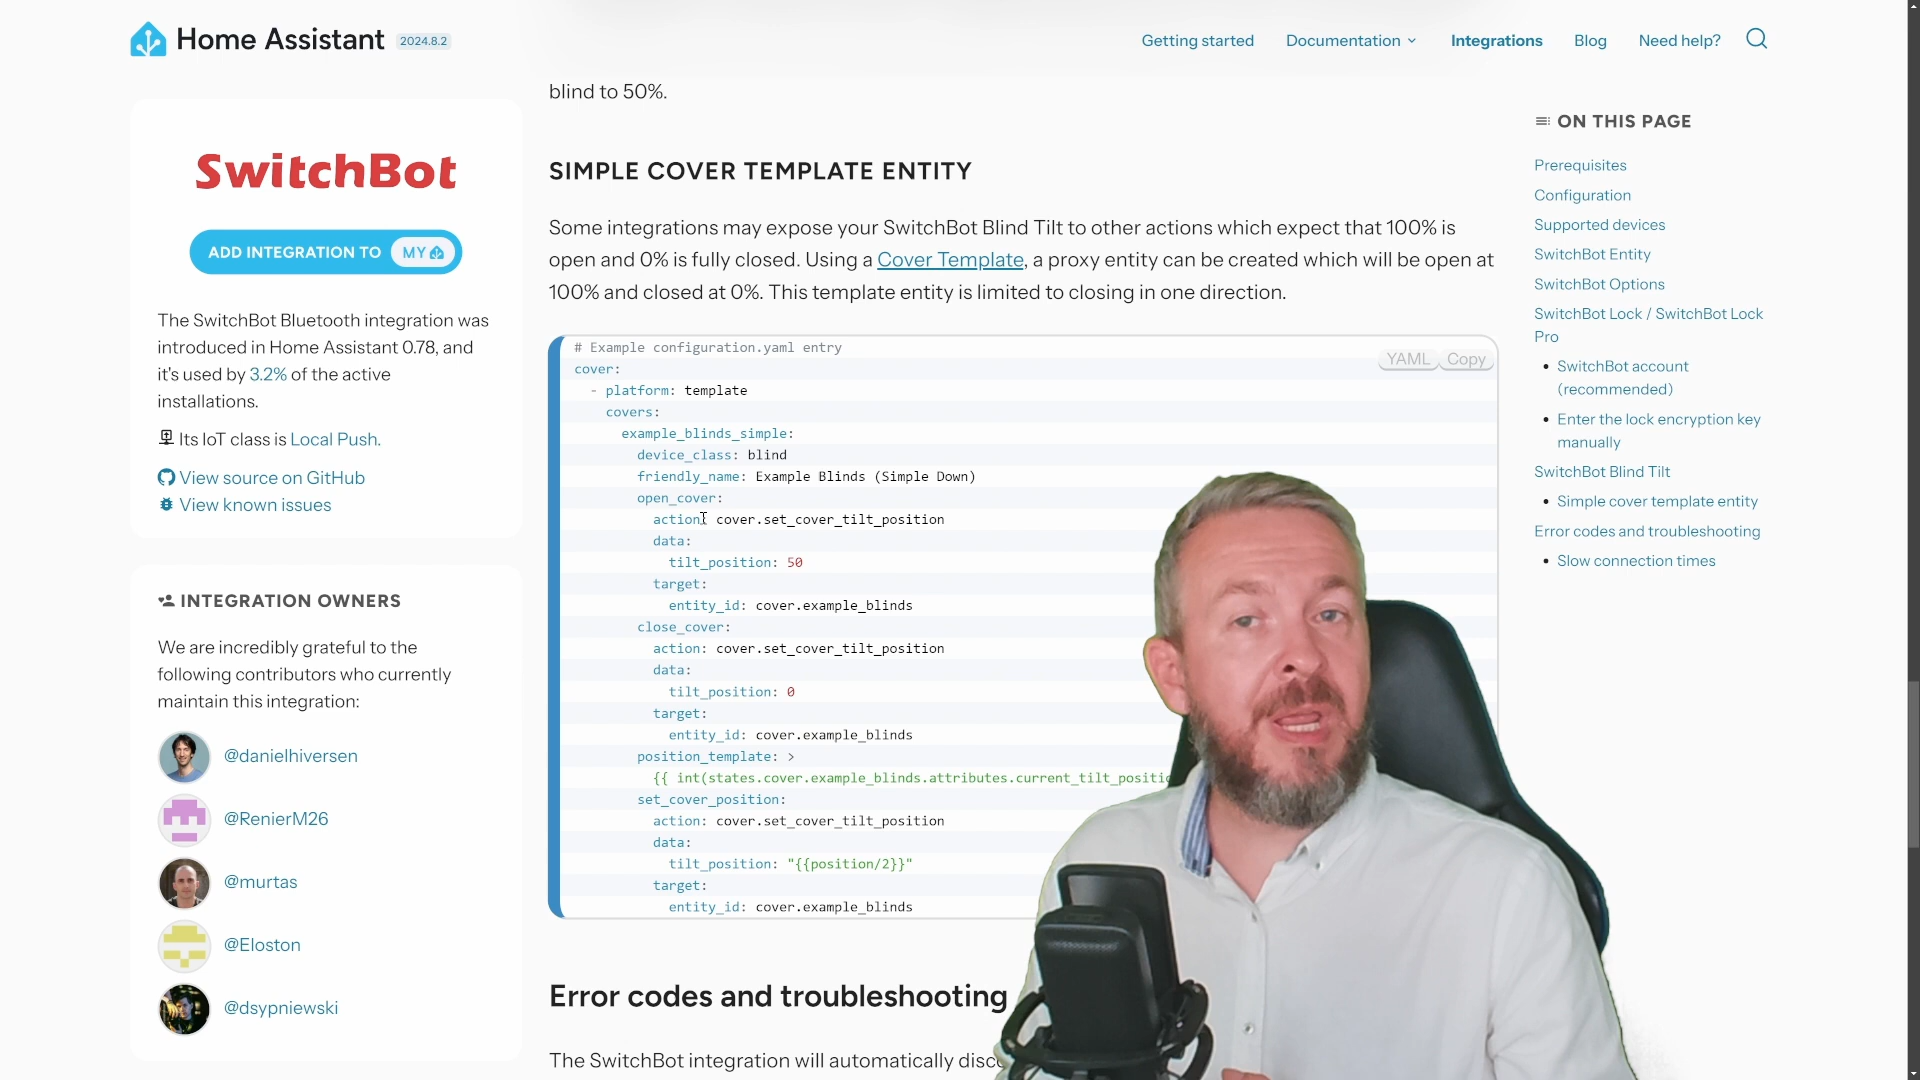 Home Assistant 2024.8.2
Getting started Documentation Integrations Blog Need help?
SwitchBot
ADD INTEGRATION TO MY
The SwitchBot Bluetooth integration was
introduced in Home Assistant 0.78, and
it's used by 3.2% of the active
installations.
Its IoT class is Local Push.
View source on GitHub
View known issues
INTEGRATION OWNERS
We are incredibly grateful to the
following contributors who currently
maintain this integration:
@danielhiversen
@RenierM26
@murtas
@Eloston
@dsypniewski
blind to 50%.
SIMPLE COVER TEMPLATE ENTITY
Some integrations may expose your SwitchBot Blind Tilt to other actions which expect that 100% is
open and 0% is fully closed. Using a Cover Template, a proxy entity can be created which will be open at
100% and closed at 0%. This template entity is limited to closing in one direction.
YAML Copy
# Example configuration.yaml entry
cover:
- platform: template
covers:
example_blinds_simple:
device_class: blind
friendly_name: Example Blinds (Simple Down)
open_cover:
action: cover.set_cover_tilt_position
data:
tilt_position: 50
target:
entity_id: cover.example_blinds
close_cover:
action: cover.set_cover_tilt_position
data:
tilt_position: 0
target:
entity_id: cover.example_blinds
position_template: >
{{ int(states.cover.example_blinds.attributes.current_tilt_positio
set_cover_position:
action: cover.set_cover_tilt_position
data:
tilt_position: "{{position/2}}"
target:
entity_id: cover.example_blinds
Error codes and troubleshooting
The SwitchBot integration will automatically disc
ON THIS PAGE
Prerequisites
Configuration
Supported devices
SwitchBot Entity
SwitchBot Options
SwitchBot Lock / SwitchBot Lock
Pro
• SwitchBot account
(recommended)
• Enter the lock encryption key
manually
SwitchBot Blind Tilt
• Simple cover template entity
Error codes and troubleshooting
• Slow connection times